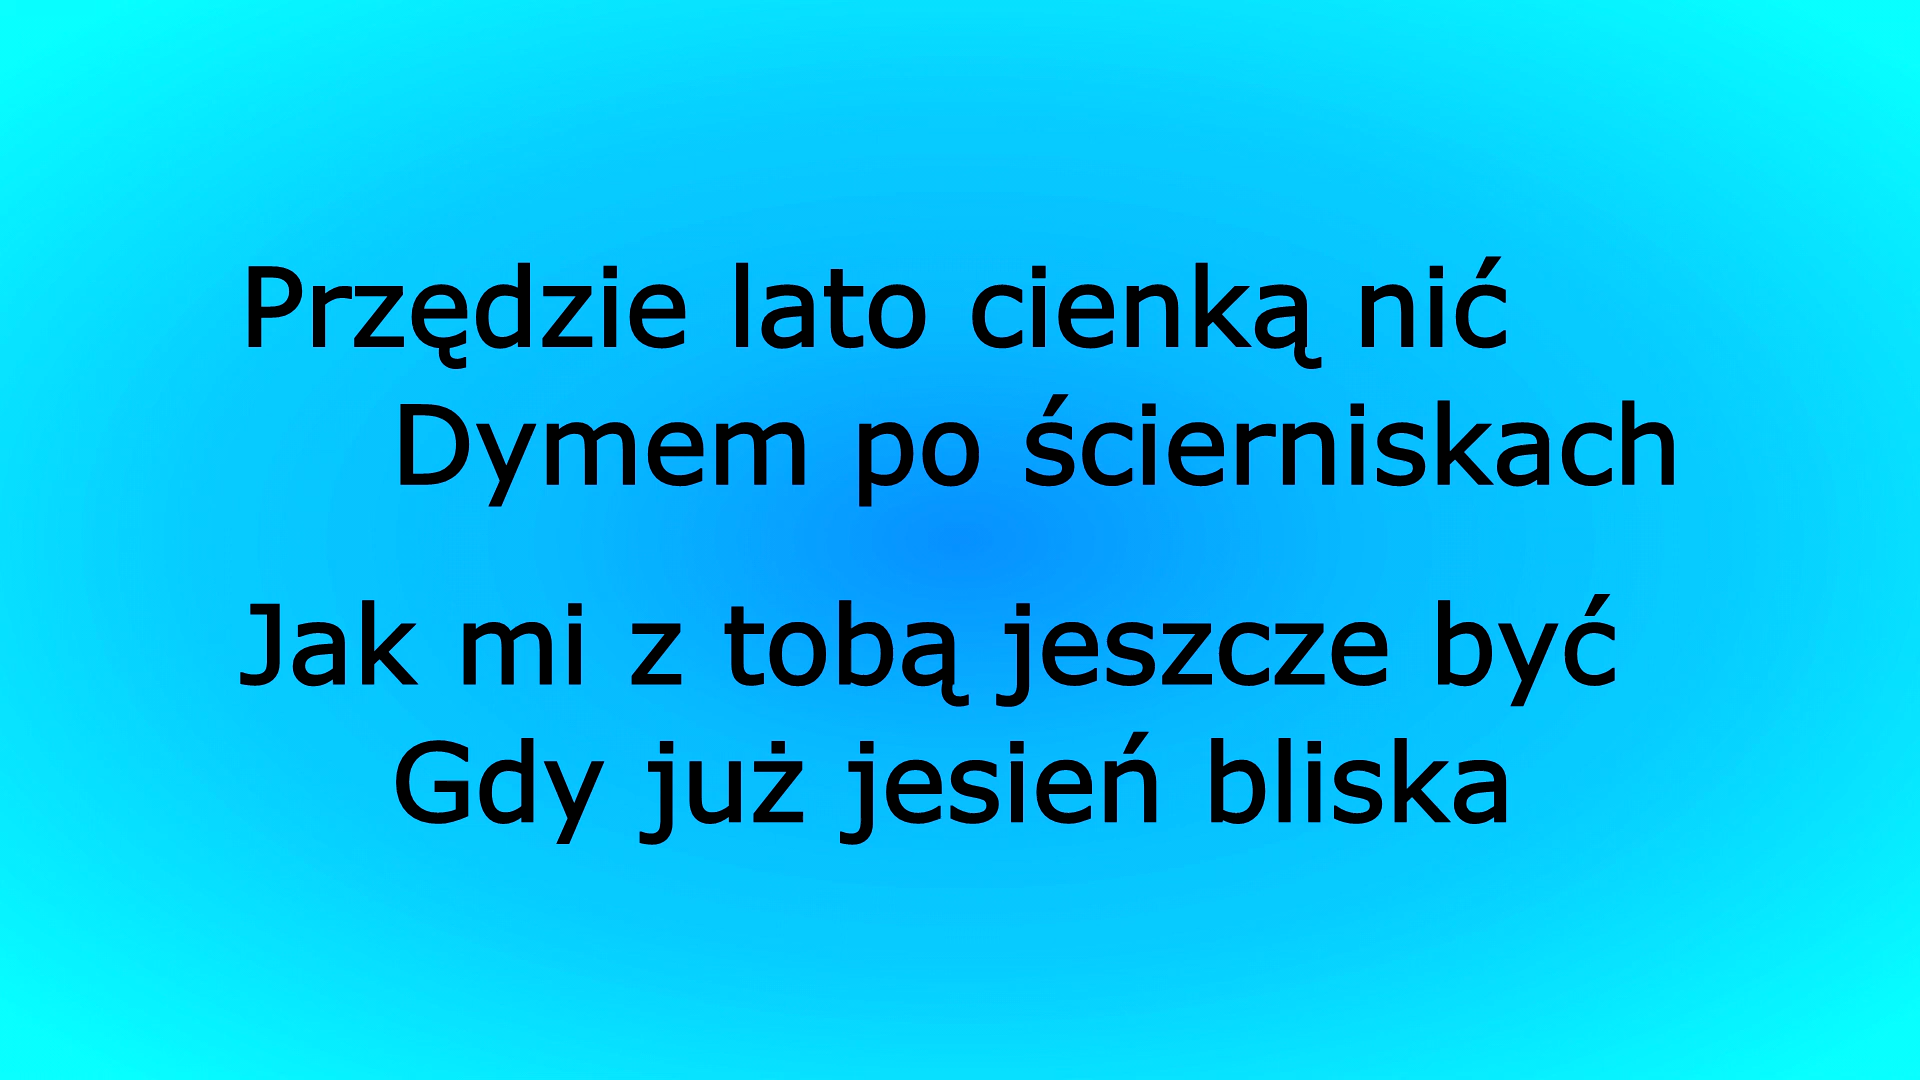 Przędzie lato cienką nić
Dymem po ścierniskach
Jak mi z tobą jeszcze być
Gdy już jesień bliska